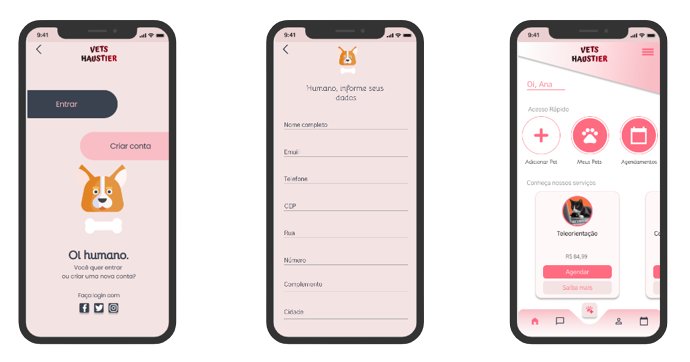 9:41
VETS
HAUSTIER
Entrar
Criar conta
Oi humano.
Você quer entrar
ou criar uma nova conta?
Faça login com
9:41
Humano, informe seus
dados
Nome completo
Email
Telefone
CDP
Rua
Número
Complemento
Cidade
9:41
VETS
HAUSTIER
Oi, Ana
Acesso Rápido
Adicionar Pet
Meus Pets
Agendamentos
Conheça nossos serviços
Teleorientação
R$ 84,99
Agendar
Saiba mais